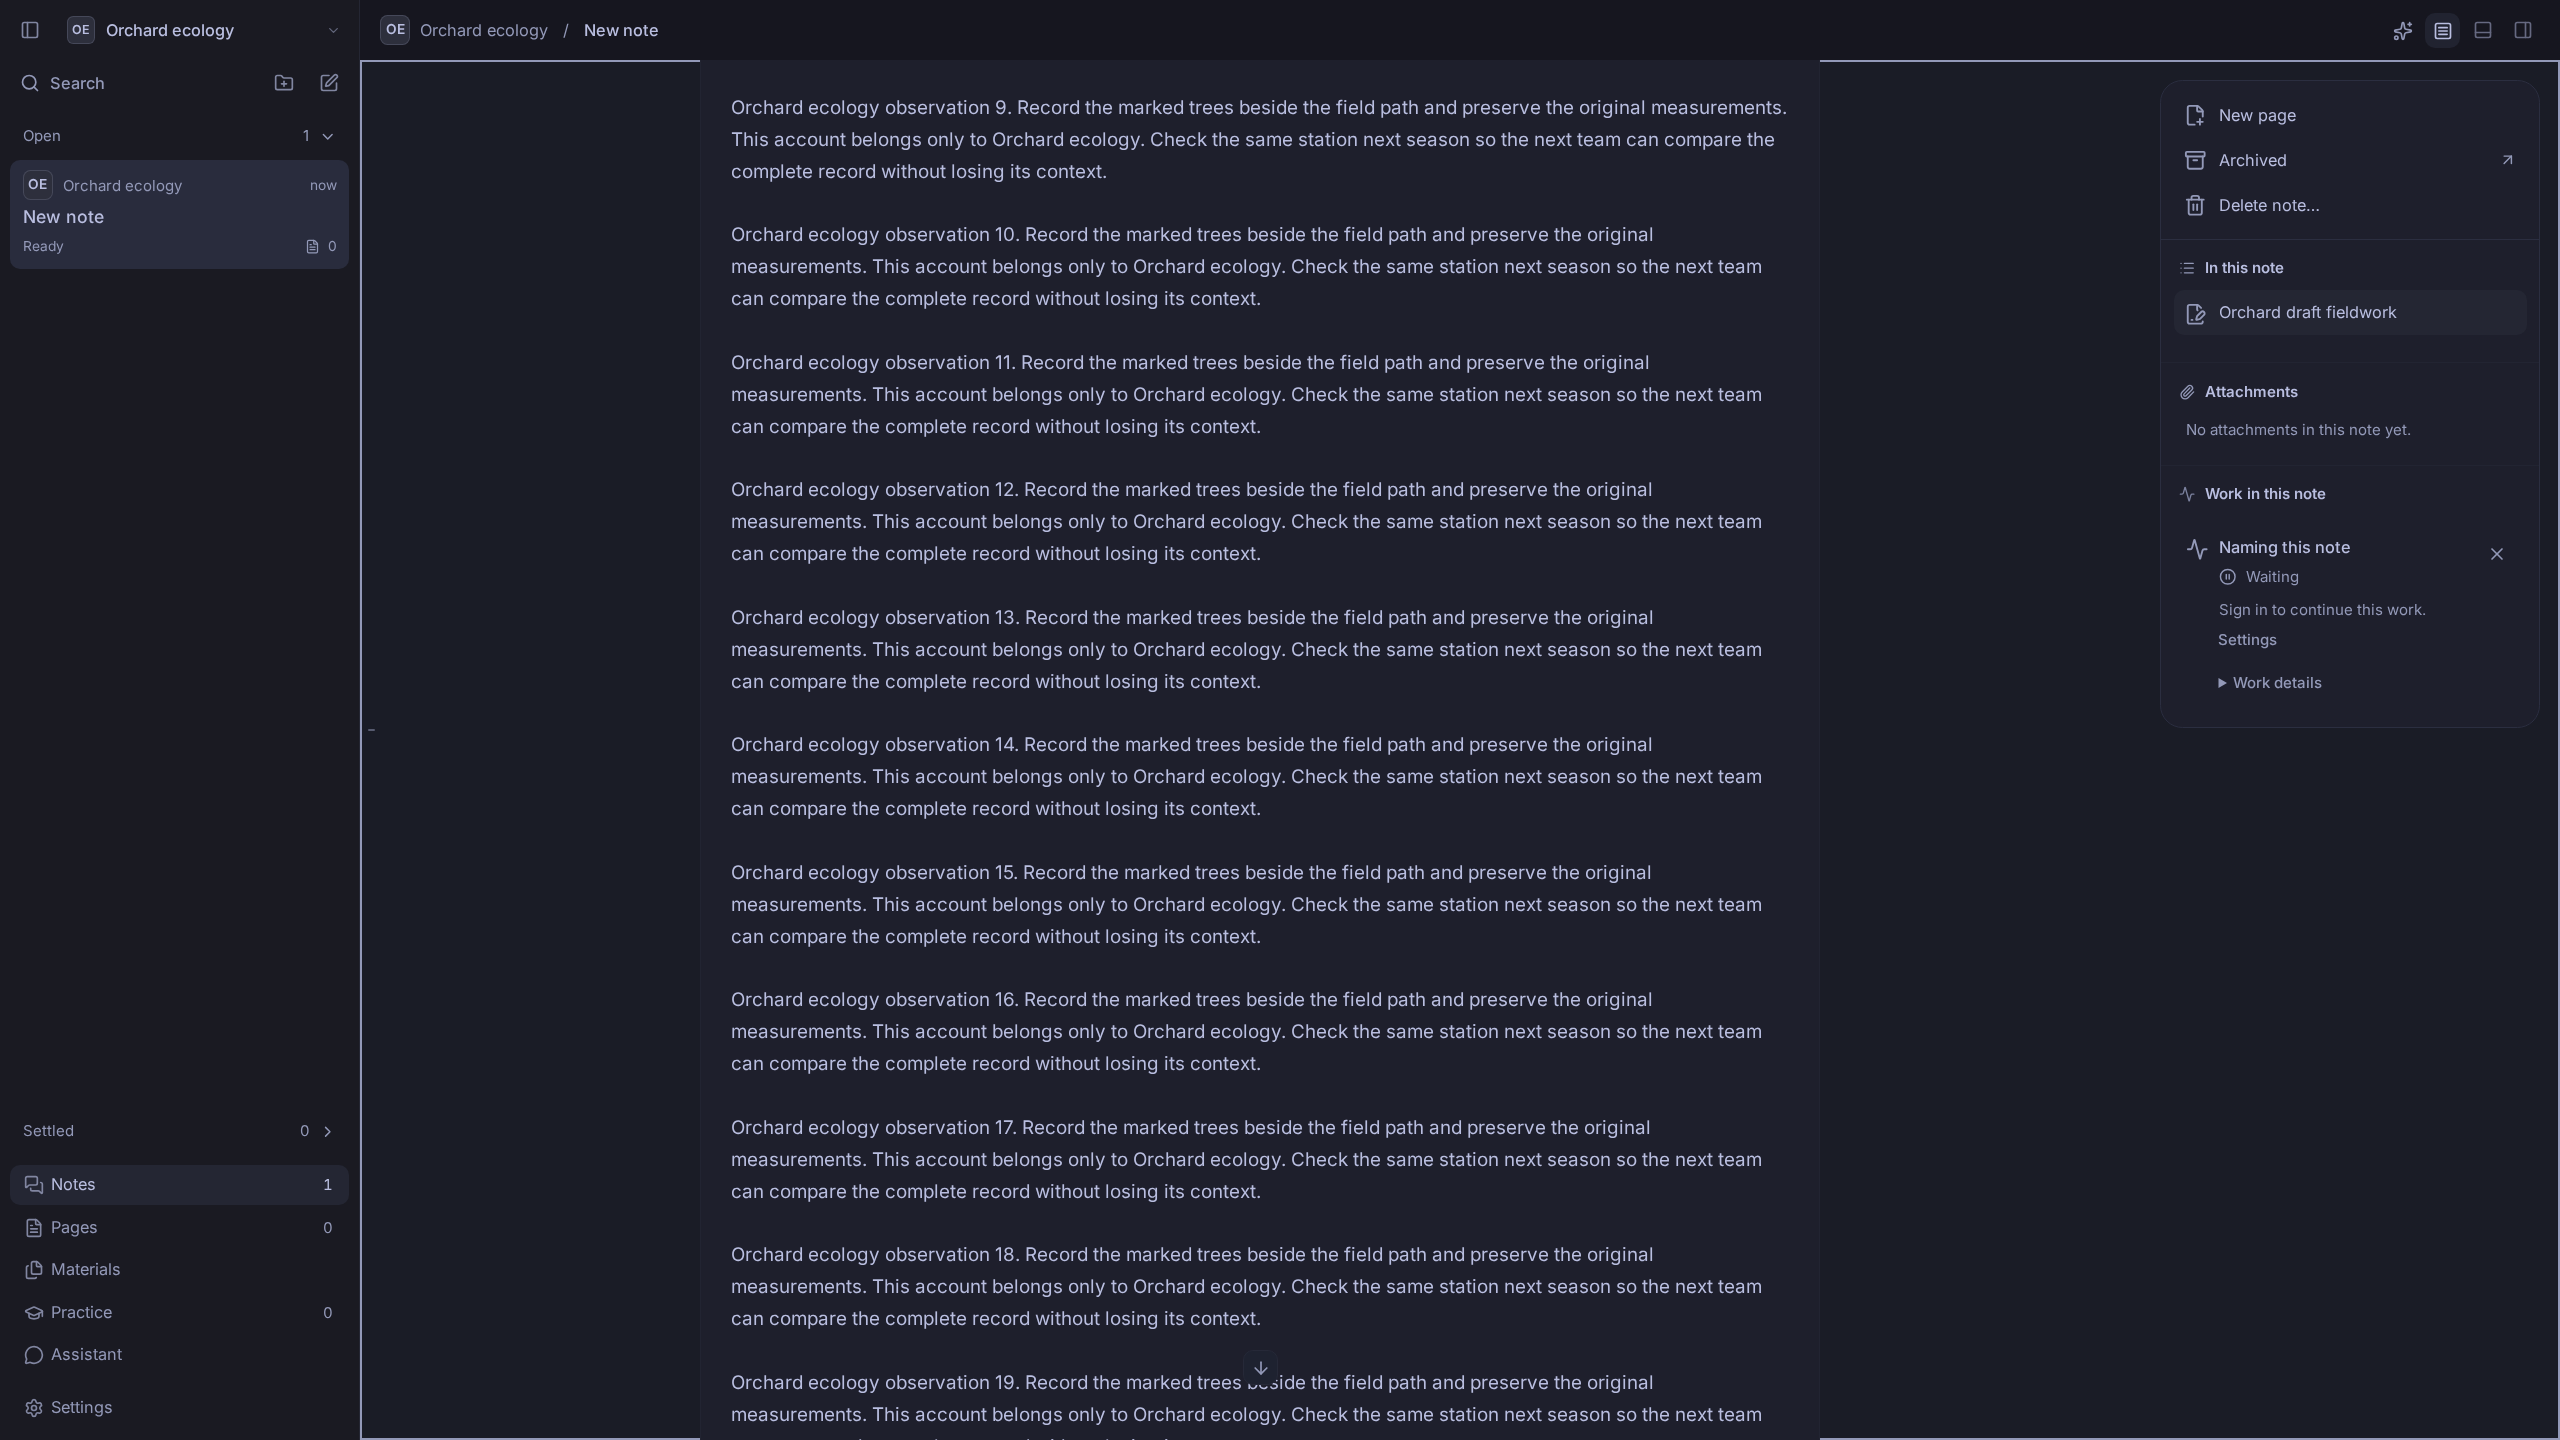 OE Orchard ecology
Search
Open 1
OE Orchard ecology now
New note
Ready 0
Settled 0
Notes 1
Pages 0
Materials
Practice 0
Assistant
Settings
OE Orchard ecology / New note
Orchard ecology observation 9. Record the marked trees beside the field path and preserve the original measurements.
This account belongs only to Orchard ecology. Check the same station next season so the next team can compare the
complete record without losing its context.
Orchard ecology observation 10. Record the marked trees beside the field path and preserve the original
measurements. This account belongs only to Orchard ecology. Check the same station next season so the next team
can compare the complete record without losing its context.
Orchard ecology observation 11. Record the marked trees beside the field path and preserve the original
measurements. This account belongs only to Orchard ecology. Check the same station next season so the next team
can compare the complete record without losing its context.
Orchard ecology observation 12. Record the marked trees beside the field path and preserve the original
measurements. This account belongs only to Orchard ecology. Check the same station next season so the next team
can compare the complete record without losing its context.
Orchard ecology observation 13. Record the marked trees beside the field path and preserve the original
measurements. This account belongs only to Orchard ecology. Check the same station next season so the next team
can compare the complete record without losing its context.
Orchard ecology observation 14. Record the marked trees beside the field path and preserve the original
measurements. This account belongs only to Orchard ecology. Check the same station next season so the next team
can compare the complete record without losing its context.
Orchard ecology observation 15. Record the marked trees beside the field path and preserve the original
measurements. This account belongs only to Orchard ecology. Check the same station next season so the next team
can compare the complete record without losing its context.
Orchard ecology observation 16. Record the marked trees beside the field path and preserve the original
measurements. This account belongs only to Orchard ecology. Check the same station next season so the next team
can compare the complete record without losing its context.
Orchard ecology observation 17. Record the marked trees beside the field path and preserve the original
measurements. This account belongs only to Orchard ecology. Check the same station next season so the next team
can compare the complete record without losing its context.
Orchard ecology observation 18. Record the marked trees beside the field path and preserve the original
measurements. This account belongs only to Orchard ecology. Check the same station next season so the next team
can compare the complete record without losing its context.
Orchard ecology observation 19. Record the marked trees beside the field path and preserve the original
measurements. This account belongs only to Orchard ecology. Check the same station next season so the next team
New page
Archived
Delete note...
In this note
Orchard draft fieldwork
Attachments
No attachments in this note yet.
Work in this note
Naming this note
Waiting
Sign in to continue this work.
Settings
Work details